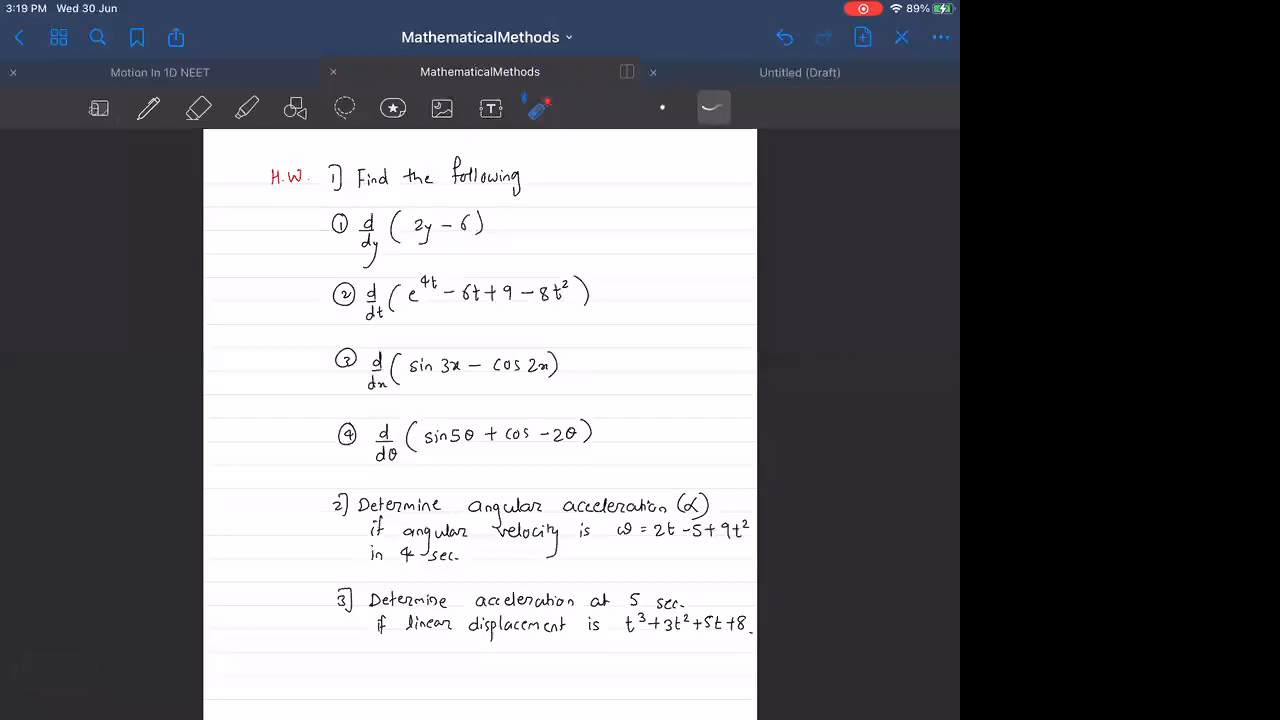 3:19 PM Wed 30 Jun 89%
MathematicalMethods
Motion In 1D NEET MathematicalMethods Untitled (Draft)
H.W. 1] Find the following
① d/dy ( 2y - 6 )
② d/dt ( e^4t - 6t + 9 - 8t² )
③ d/dx ( sin 3x - cos 2x )
④ d/dθ ( sin5θ + cos -2θ )
2] Determine angular acceleration (α)
if angular velocity is ω = 2t - 5 + 9t²
in 4 sec.
3] Determine acceleration at 5 sec.
if linear displacement is t³+3t²+5t+8.